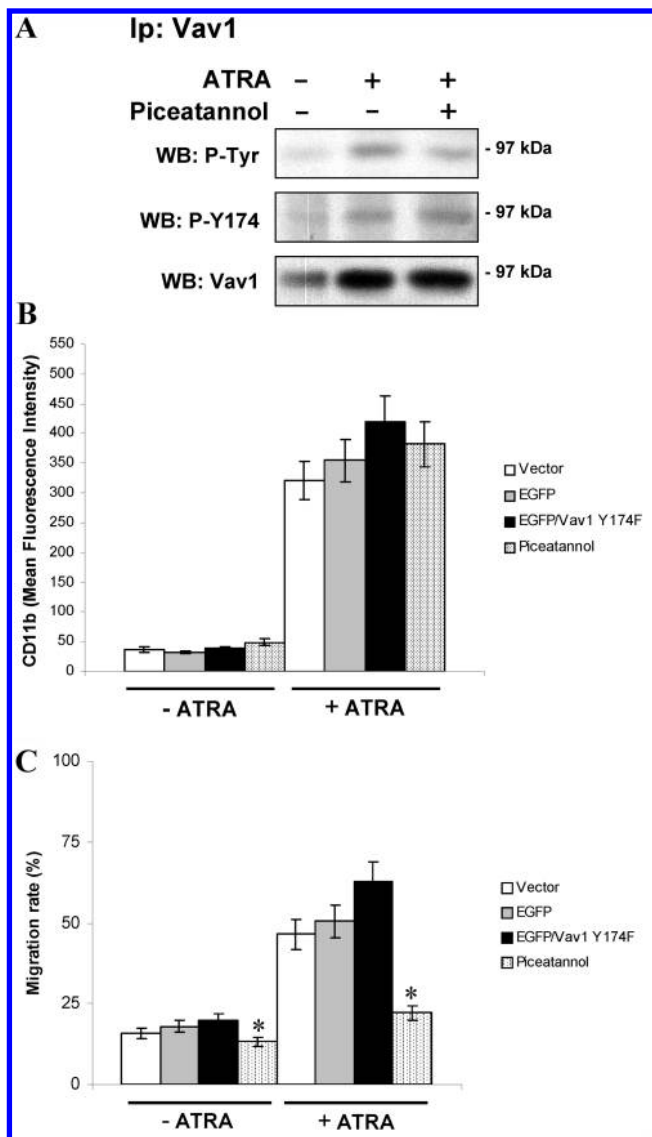 A
Ip: Vav1
ATRA – + +
Piceatannol – – +
WB: P-Tyr - 97 kDa
WB: P-Y174 - 97 kDa
WB: Vav1 - 97 kDa
B
CD11b (Mean Fluorescence Intensity)
550
500
450
400
350
300
250
200
150
100
50
0
- ATRA
+ ATRA
Vector
EGFP
EGFP/Vav1 Y174F
Piceatannol
C
Migration rate (%)
100
75
50
25
0
*
*
- ATRA
+ ATRA
Vector
EGFP
EGFP/Vav1 Y174F
Piceatannol